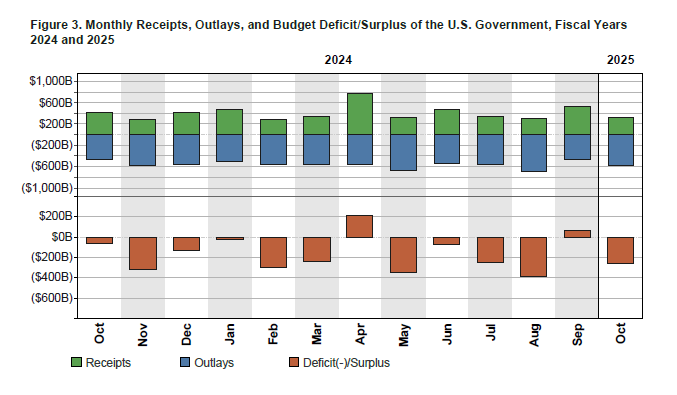 Figure 3. Monthly Receipts, Outlays, and Budget Deficit/Surplus of the U.S. Government, Fiscal Years
2024 and 2025
2024 2025
$1,000B
$600B
$200B
($200B)
($600B)
($1,000B)
$200B
$0B
($200B)
($400B)
($600B)
Oct Nov Dec Jan Feb Mar Apr May Jun Jul Aug Sep Oct
Receipts Outlays Deficit(-)/Surplus